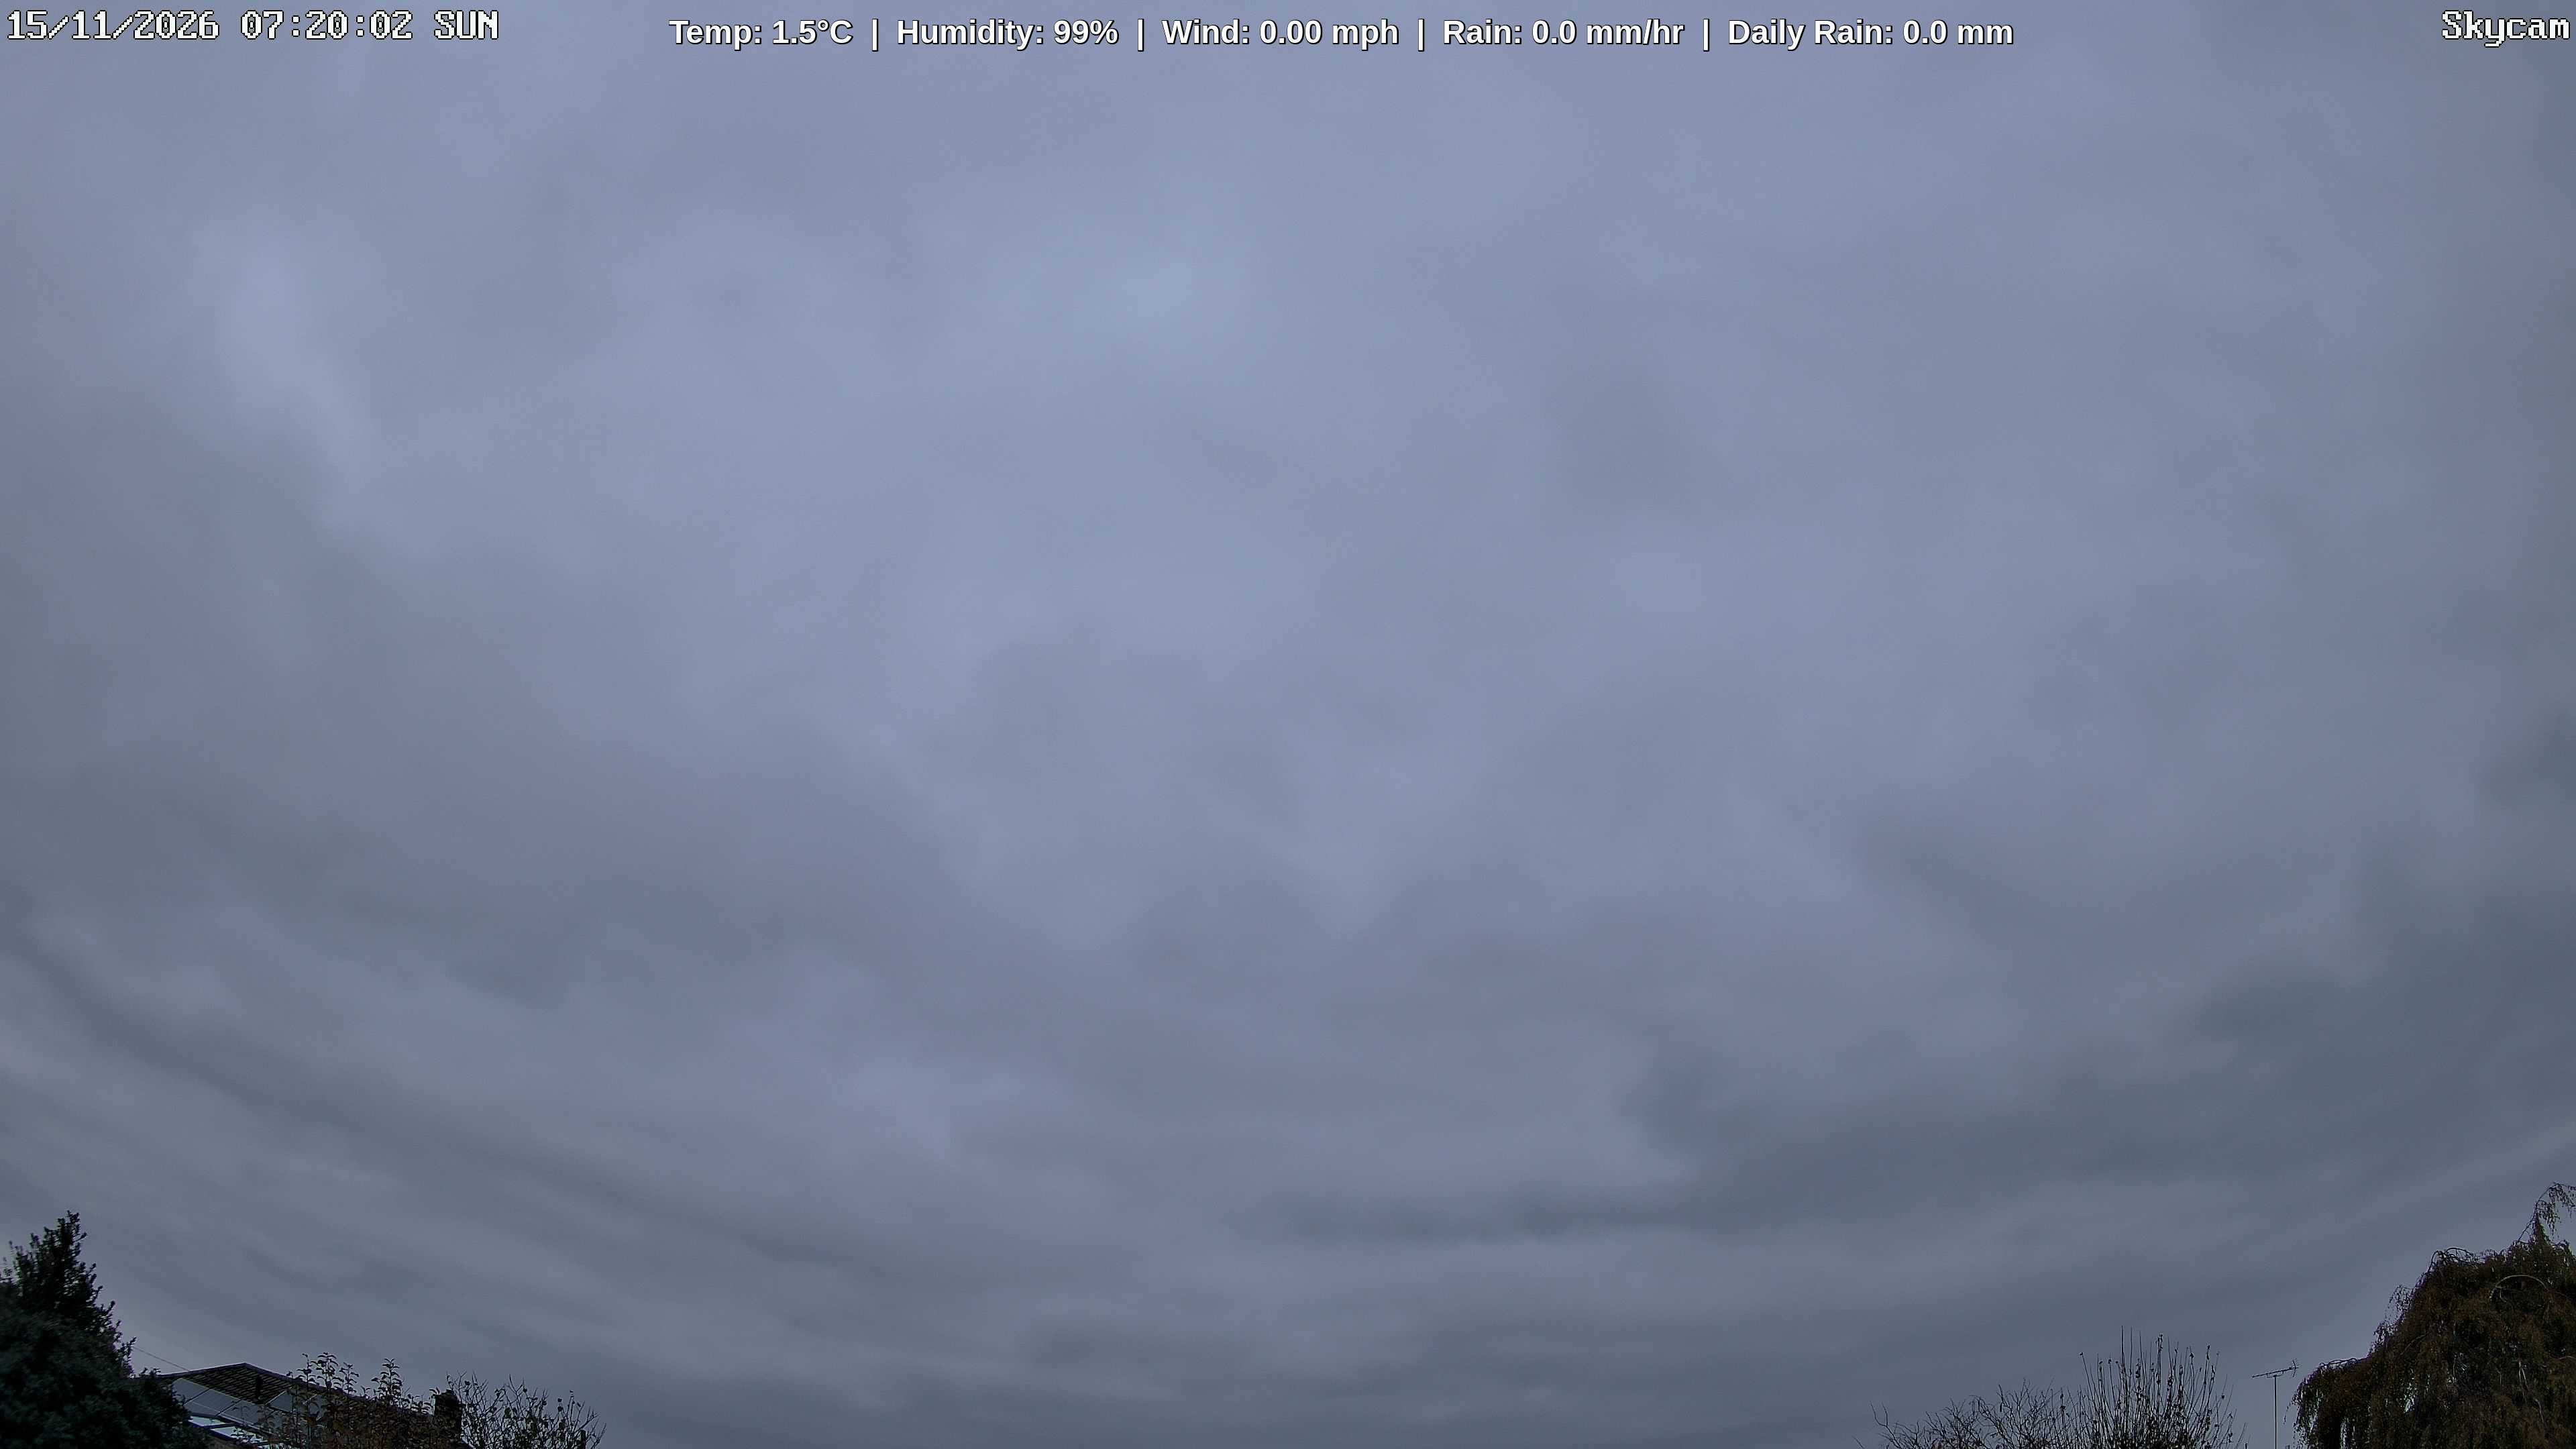 15/11/2026 07:20:02 SUN
Temp: 1.5°C | Humidity: 99% | Wind: 0.00 mph | Rain: 0.0 mm/hr | Daily Rain: 0.0 mm
Skycam